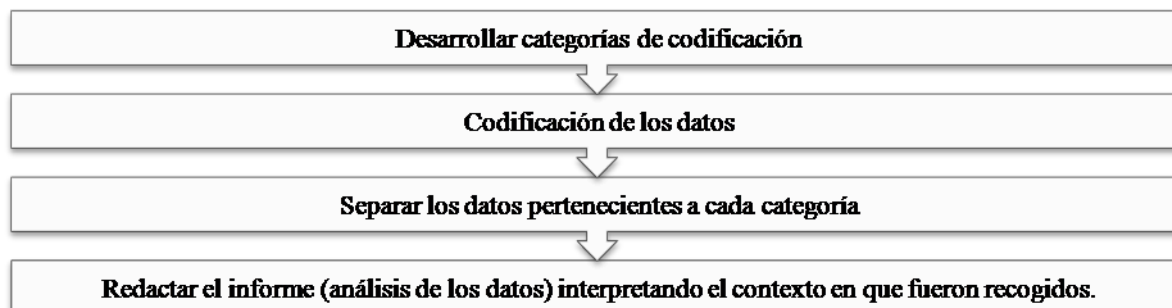 Desarrollar categorías de codificación
Codificación de los datos
Separar los datos pertenecientes a cada categoría
Redactar el informe (análisis de los datos) interpretando el contexto en que fueron recogidos.